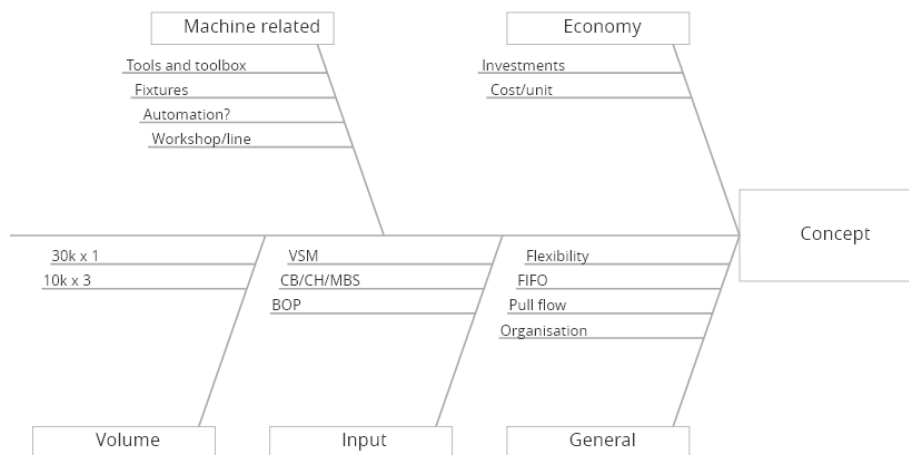 Machine related
Economy
Tools and toolbox
Fixtures
Automation?
Workshop/line
Investments
Cost/unit
Concept
30k x 1
10k x 3
VSM
CB/CH/MBS
BOP
Flexibility
FIFO
Pull flow
Organisation
Volume
Input
General